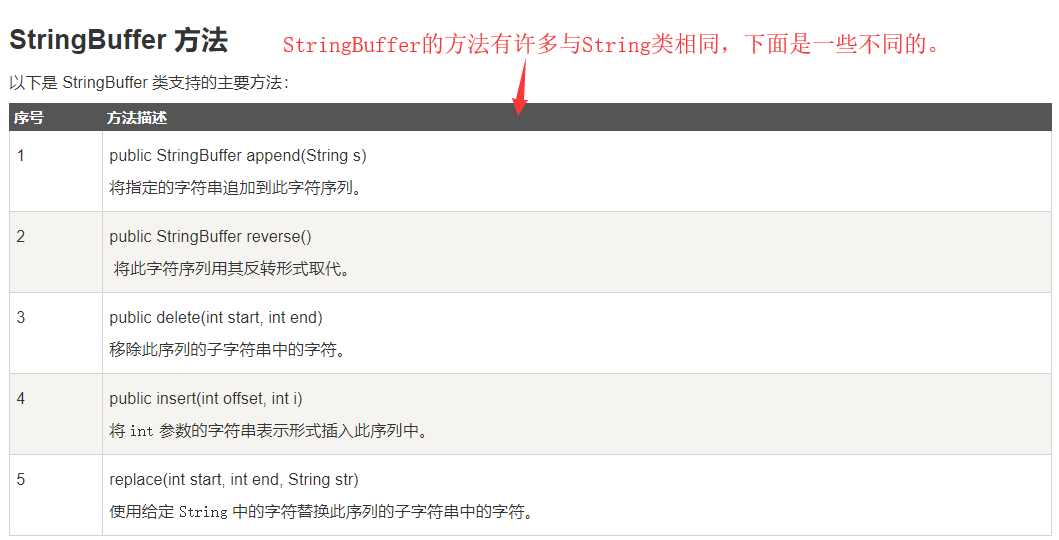 StringBuffer 方法
StringBuffer的方法有许多与String类相同，下面是一些不同的。
以下是 StringBuffer 类支持的主要方法：
序号 方法描述
1 public StringBuffer append(String s)
将指定的字符串追加到此字符序列。
2 public StringBuffer reverse()
将此字符序列用其反转形式取代。
3 public delete(int start, int end)
移除此序列的子字符串中的字符。
4 public insert(int offset, int i)
将 int 参数的字符串表示形式插入此序列中。
5 replace(int start, int end, String str)
使用给定 String 中的字符替换此序列的子字符串中的字符。